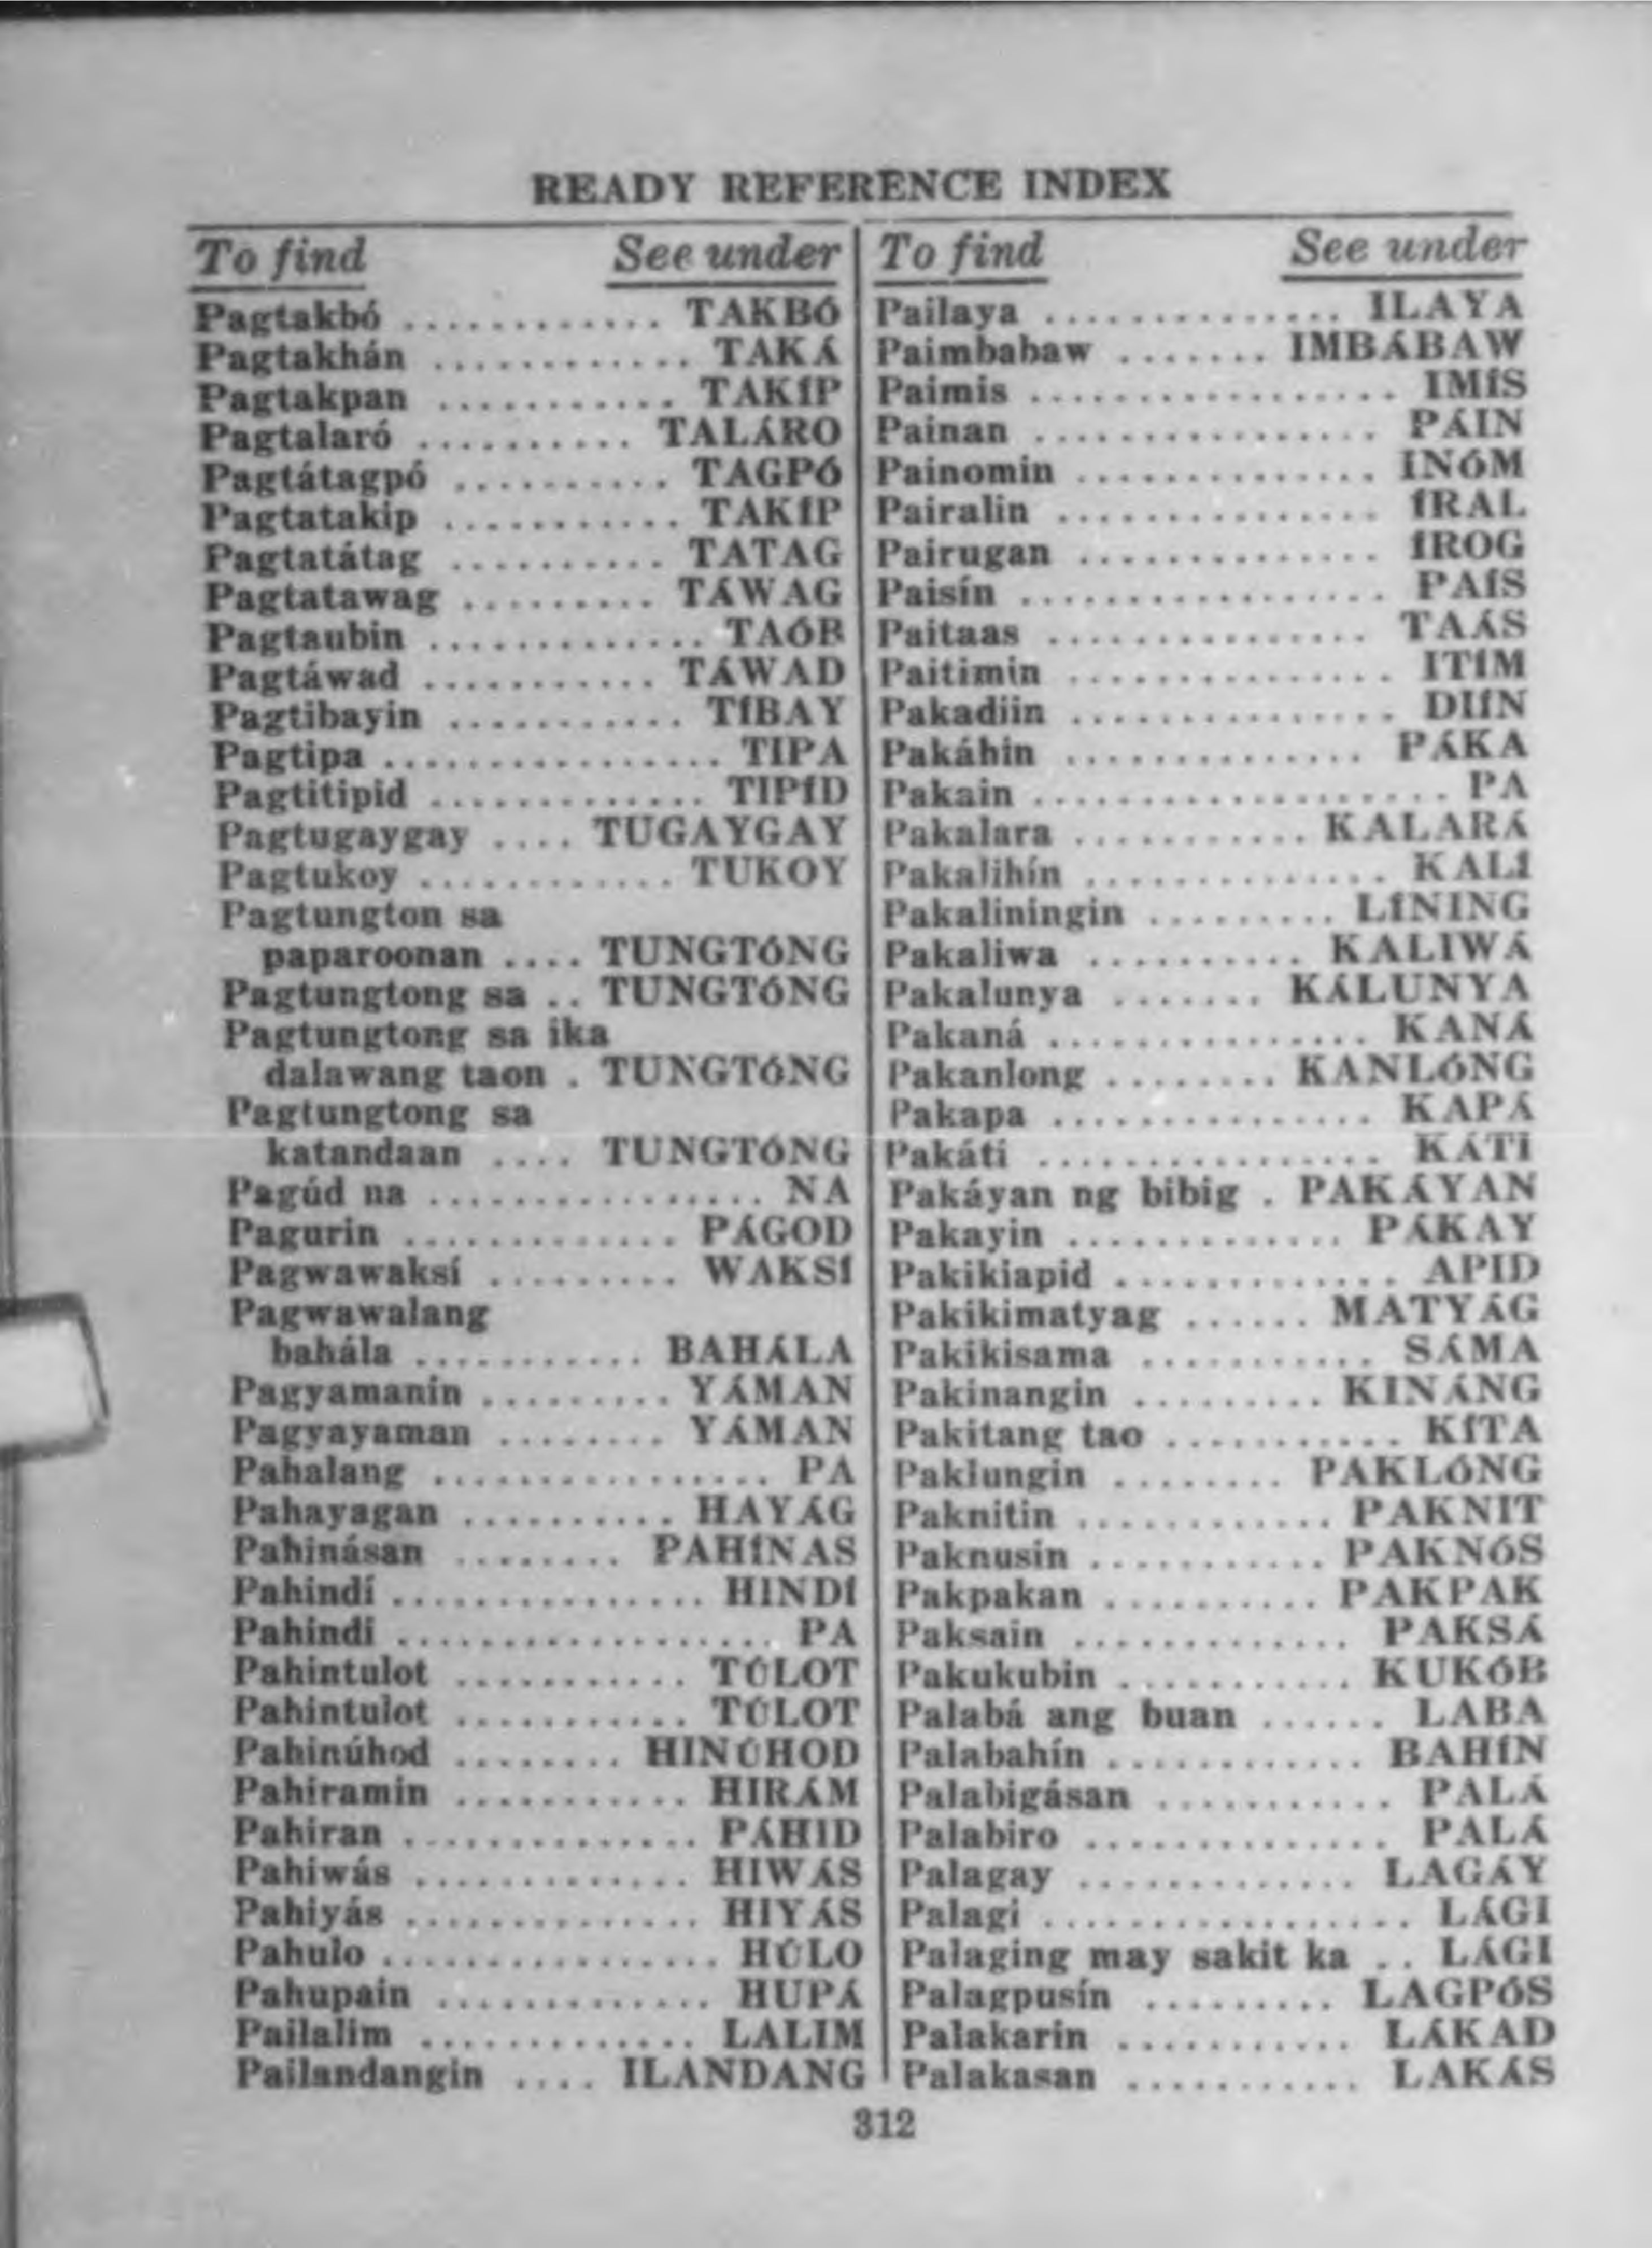 READY REFERENCE INDEX
To find See under
Pagtakbó ............. TAKBÓ
Pagtakhán ............ TAKÁ
Pagtakpan ........... TAKÍP
Pagtalaró .......... TALÁRO
Pagtátagpó .......... TAGPÓ
Pagtatakip ........... TAKÍP
Pagtatátag .......... TATAG
Pagtatawag ......... TÁWAG
Pagtaubin ............. TAÓB
Pagtáwad ........... TÁWAD
Pagtibayin ........... TÍBAY
Pagtipa ................ TIPA
Pagtitipid ............. TIPÍD
Pagtugaygay .... TUGAYGAY
Pagtukoy ............ TUKOY
Pagtungton sa
paparoonan .... TUNGTÓNG
Pagtungtong sa .. TUNGTÓNG
Pagtungtong sa ika
dalawang taon . TUNGTÓNG
Pagtungtong sa
katandaan .... TUNGTÓNG
Pagúd na ................ NA
Pagurin ............. PÁGOD
Pagwawaksí ......... WAKSÍ
Pagwawalang
bahála ........... BAHÁLA
Pagyamanin ......... YÁMAN
Pagyayaman ........ YÁMAN
Pahalang ................ PA
Pahayagan .......... HAYÁG
Pahinásan ........ PAHÍNAS
Pahindí ............... HINDÍ
Pahindí .................. PA
Pahintulot ........... TÚLOT
Pahintulot ........... TÚLOT
Pahinúhod ........ HINÚHOD
Pahiramin ........... HIRÁM
Pahiran .............. PÁHID
Pahiwás ............. HIWÁS
Pahiyás .............. HIYÁS
Pahulo ................ HÚLO
Pahupain ............. HUPÁ
Pailalim ............. LALIM
Pailandangin .... ILANDANG
To find See under
Pailaya .............. ILAYA
Paimbabaw ....... IMBÁBAW
Paimis ................. IMÍS
Painan ................ PÁIN
Painomin .............. INÓM
Pairalin ............... ÍRAL
Pairugan .............. ÍROG
Paisín ................. PAÍS
Paitaas ............... TAÁS
Paitimin ............... ITÍM
Pakadiin ............... DIÍN
Pakáhin .............. PÁKA
Pakain ................... PA
Pakalara ........... KALARÁ
Pakalihín .............. KALÍ
Pakaliningin ......... LÍNING
Pakaliwa .......... KALIWÁ
Pakalunya ....... KÁLUNYA
Pakaná ............... KANÁ
Pakanlong ........ KANLÓNG
Pakapa ............... KAPÁ
Pakáti ................ KÁTI
Pakáyan ng bibig . PAKÁYAN
Pakayin ............. PÁKAY
Pakikiapid ............. APID
Pakikimatyag ...... MATYÁG
Pakikisama ........... SÁMA
Pakinangin ......... KINÁNG
Pakitang tao ........... KÍTA
Paklungin ........ PAKLÓNG
Paknitin ............ PAKNIT
Paknusin ........... PAKNÓS
Pakpakan .......... PAKPAK
Paksain ............. PAKSÁ
Pakukubin ........... KUKÓB
Palabá ang buan ...... LABA
Palabahín ............ BAHÍN
Palabigásan ........... PALÁ
Palabiro .............. PALÁ
Palagay ............. LAGÁY
Palagi ................. LÁGI
Palaging may sakit ka .. LÁGI
Palagpusín ......... LAGPÓS
Palakarin ........... LÁKAD
Palakasan ........... LAKÁS
312